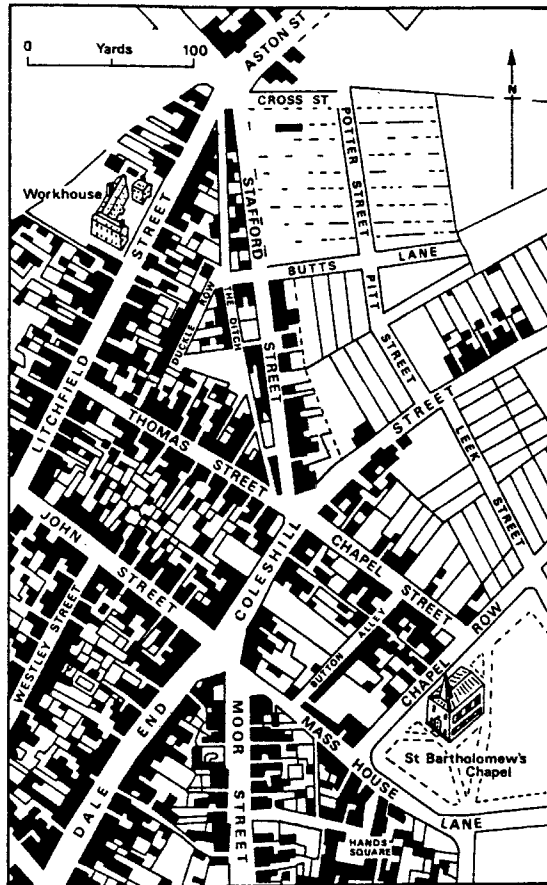 ASTON ST
0 Yards 100
N
CROSS ST
POTTER STREET
STAFFORD STREET
Workhouse
LITCHFIELD STREET
BUTTS LANE
PITT STREET
DUCKLE ROW
THE DITCH
THOMAS STREET
COLESHILL STREET
LEEK STREET
JOHN STREET
CHAPEL STREET
WESTLEY STREET
BUTTON ALLEY
CHAPEL ROW
DALE END
MOOR STREET
MASS HOUSE LANE
St Bartholomew's
Chapel
HANDS
SQUARE